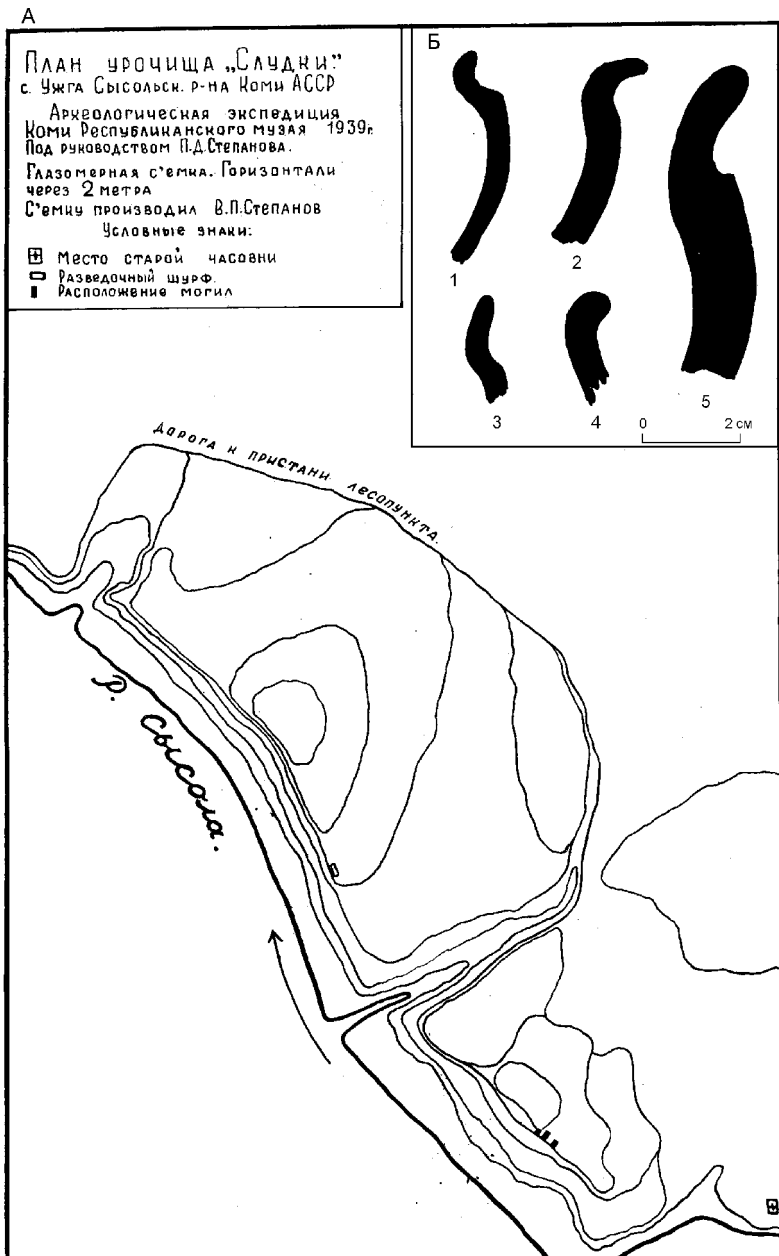 А
План урочища „Слудки."
с. Ужга Сысольск. р-на Коми АССР
Археологическая экспедиция
Коми Республиканского музая 1939г.
Под руководством П.Д.Степанова.
Глазомерная с'емка. Горизонтали
через 2 метра
С'емку производил В.П.Степанов
Условные знаки:
Место старой часовни
Разведочный шурф.
Расположение могил
Б
1
2
3
4
5
0 2 см
Дорога к пристани лесопункта.
Р. Сысола.